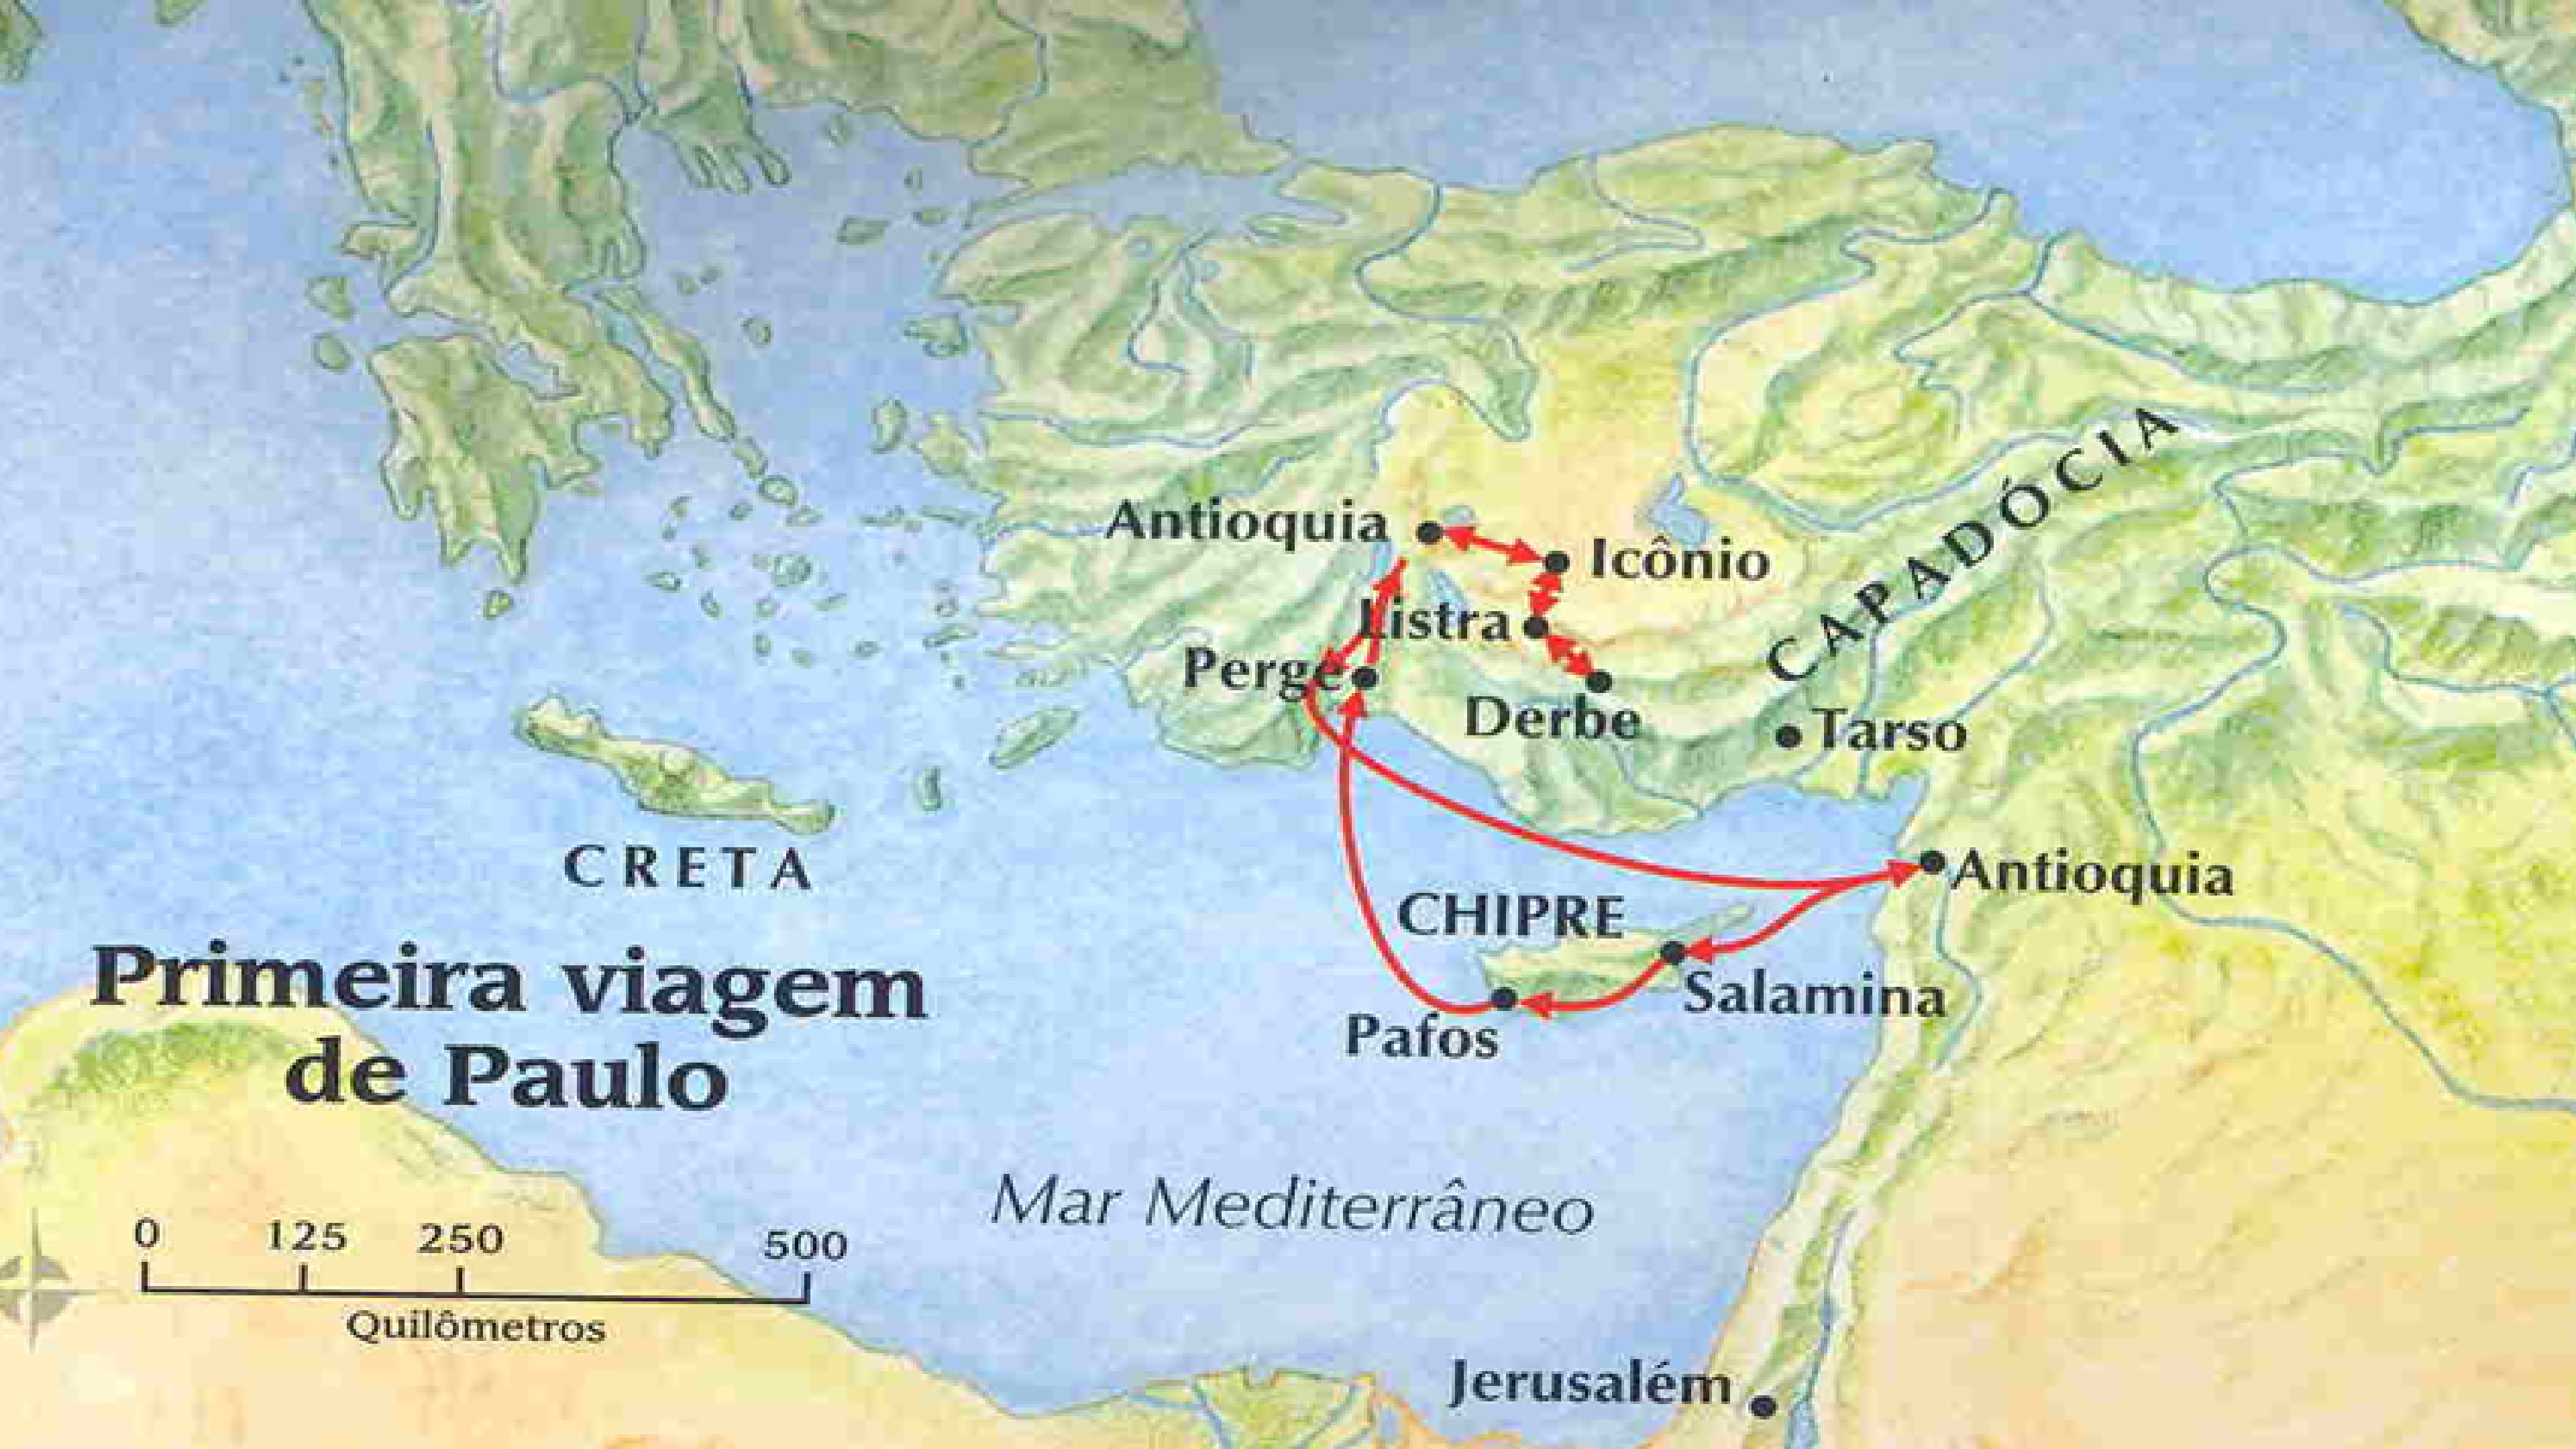 Antioquia
Icônio
CAPADÓCIA
Listra
Perge
Derbe
Tarso
CRETA
Antioquia
CHIPRE
Salamina
Pafos
Primeira viagem
de Paulo
Mar Mediterrâneo
0 125 250 500
Quilômetros
Jerusalém